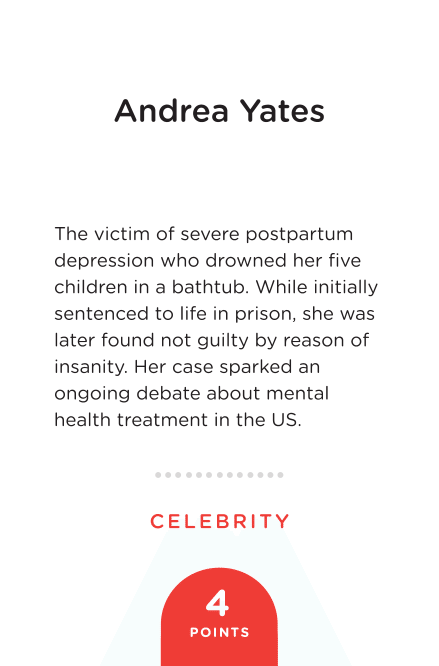 Andrea Yates
The victim of severe postpartum
depression who drowned her five
children in a bathtub. While initially
sentenced to life in prison, she was
later found not guilty by reason of
insanity. Her case sparked an
ongoing debate about mental
health treatment in the US.
CELEBRITY
4
POINTS